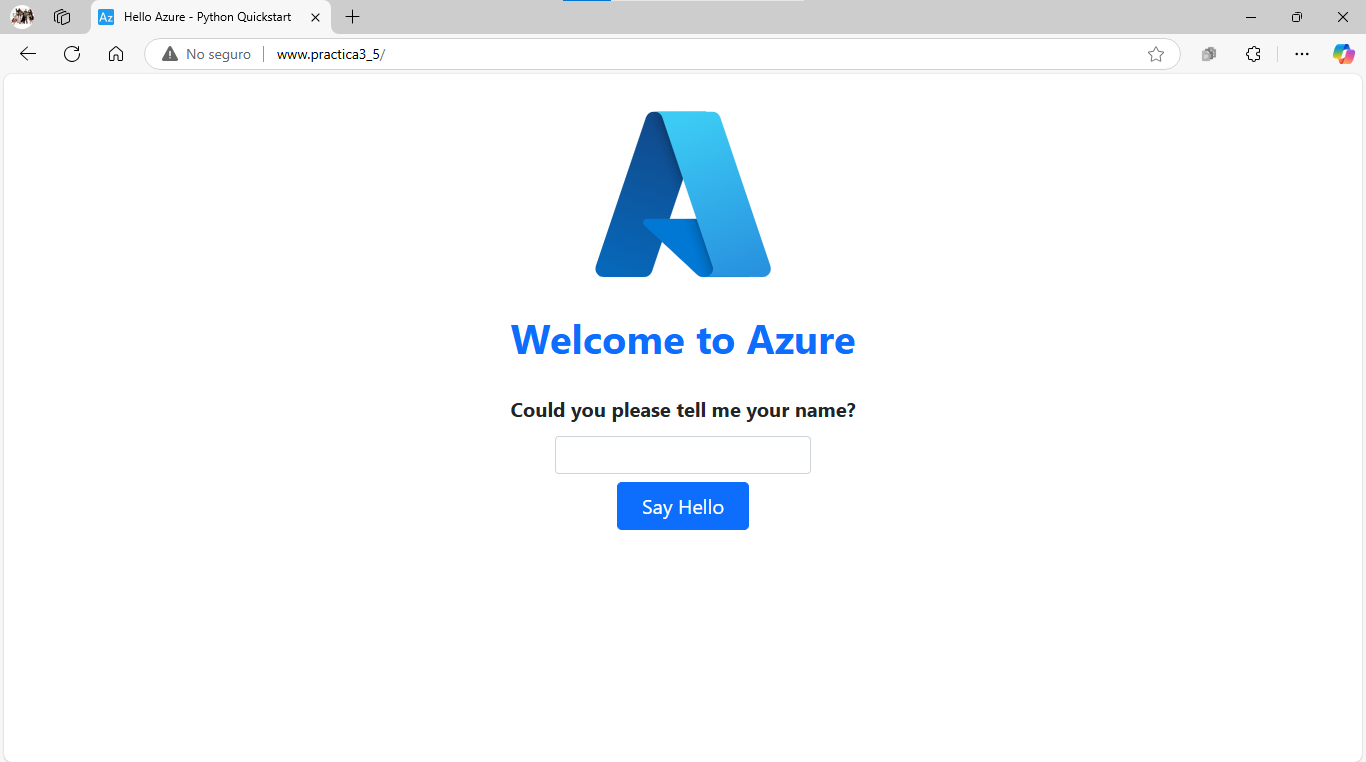 Az Hello Azure - Python Quickstart
No seguro www.practica3_5/
Welcome to Azure
Could you please tell me your name?
Say Hello